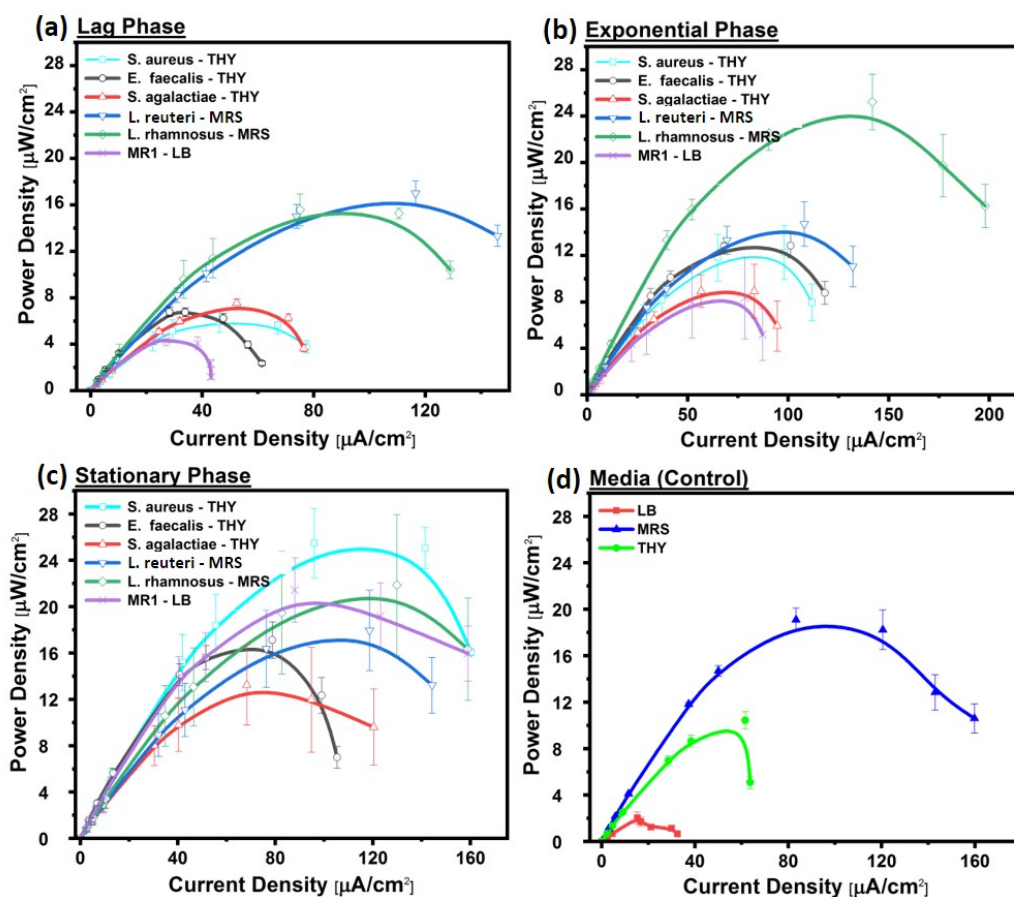 (a) Lag Phase
S. aureus - THY
E. faecalis - THY
S. agalactiae - THY
L. reuteri - MRS
L. rhamnosus - MRS
MR1 - LB
Power Density [µW/cm²]
28
24
20
16
12
8
4
0
0 40 80 120
Current Density [µA/cm²]
(b) Exponential Phase
S. aureus - THY
E. faecalis - THY
S. agalactiae - THY
L. reuteri - MRS
L. rhamnosus - MRS
MR1 - LB
Power Density [µW/cm²]
28
24
20
16
12
8
4
0
0 50 100 150 200
Current Density [µA/cm²]
(c) Stationary Phase
S. aureus - THY
E. faecalis - THY
S. agalactiae - THY
L. reuteri - MRS
L. rhamnosus - MRS
MR1 - LB
Power Density [µW/cm²]
28
24
20
16
12
8
4
0
0 40 80 120 160
Current Density [µA/cm²]
(d) Media (Control)
LB
MRS
THY
Power Density [µW/cm²]
28
24
20
16
12
8
4
0
0 40 80 120 160
Current Density [µA/cm²]